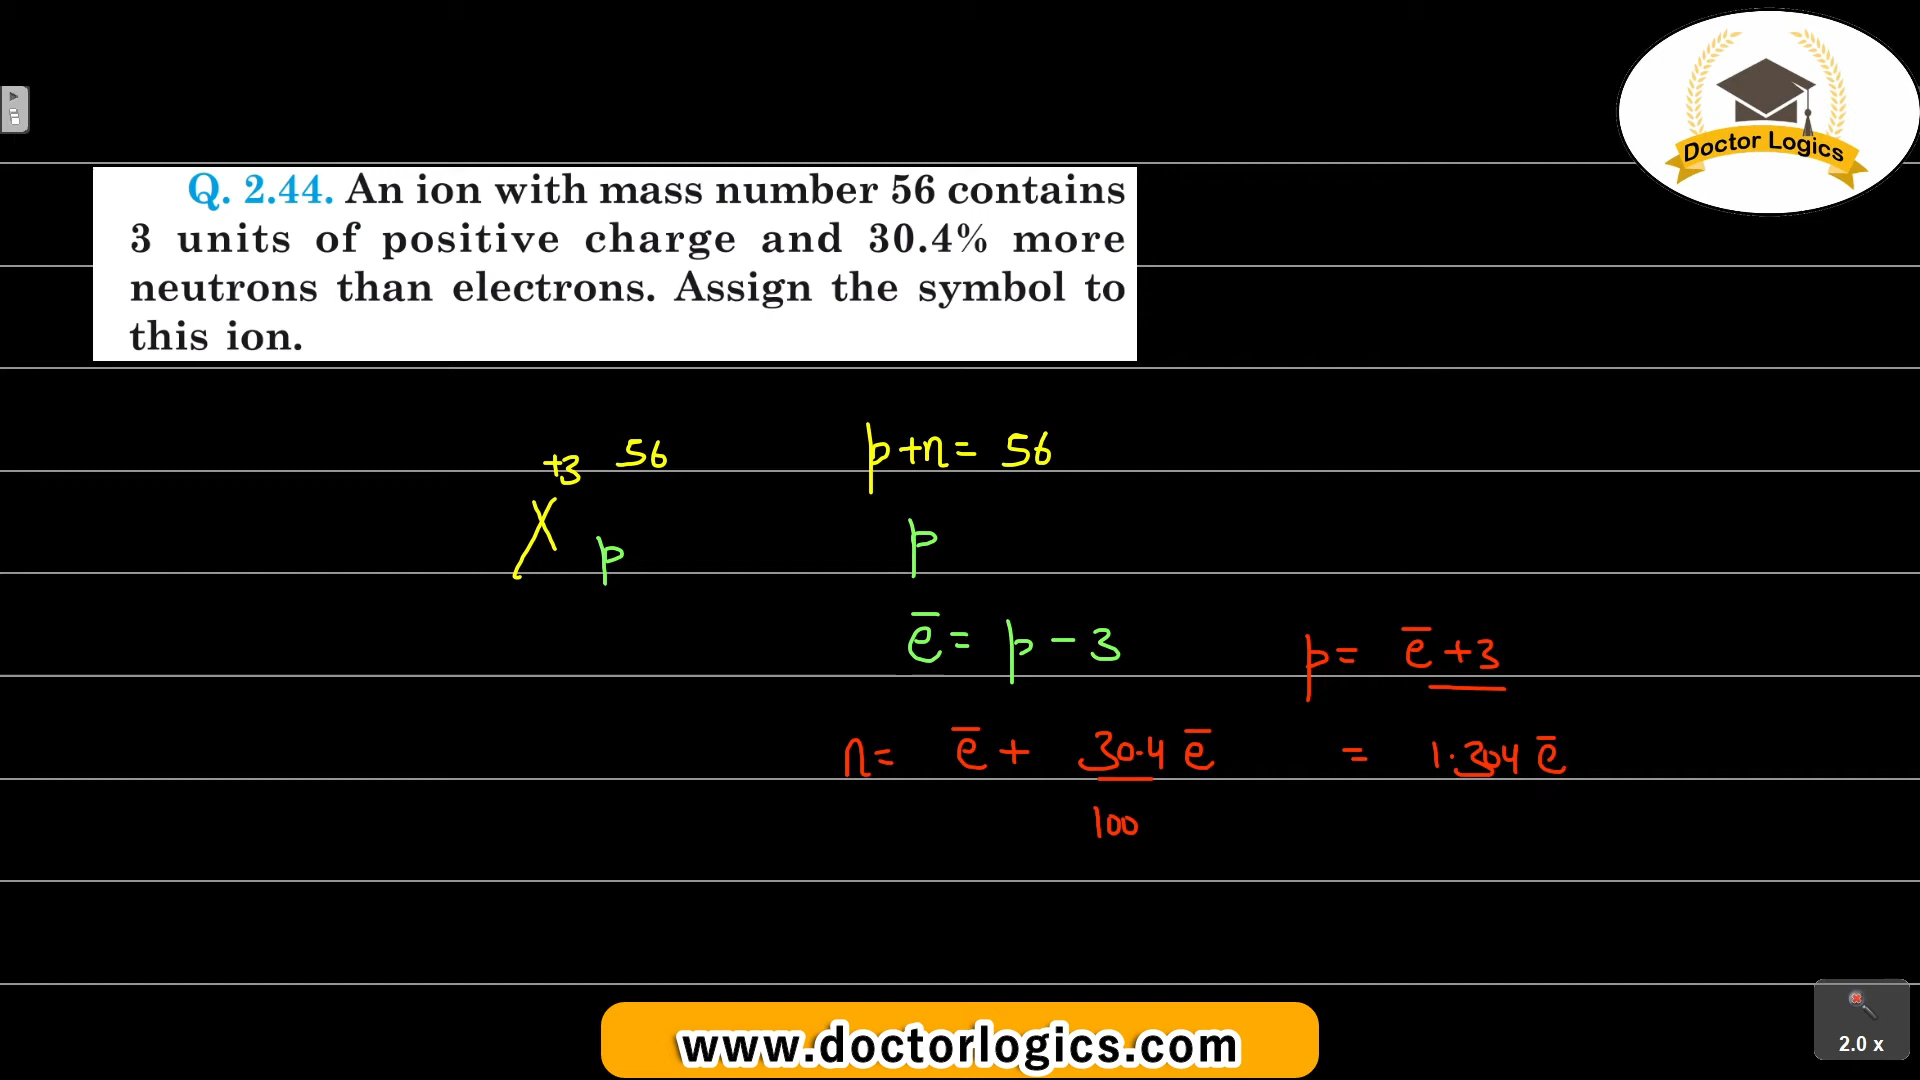 Doctor Logics
Q. 2.44. An ion with mass number 56 contains
3 units of positive charge and 30.4% more
neutrons than electrons. Assign the symbol to
this ion.
+3 56
X p
p+n= 56
p
e̅ = p - 3
p= e̅ +3
n= e̅ + 30.4 e̅ = 1.304 e̅
100
www.doctorlogics.com
2.0 x